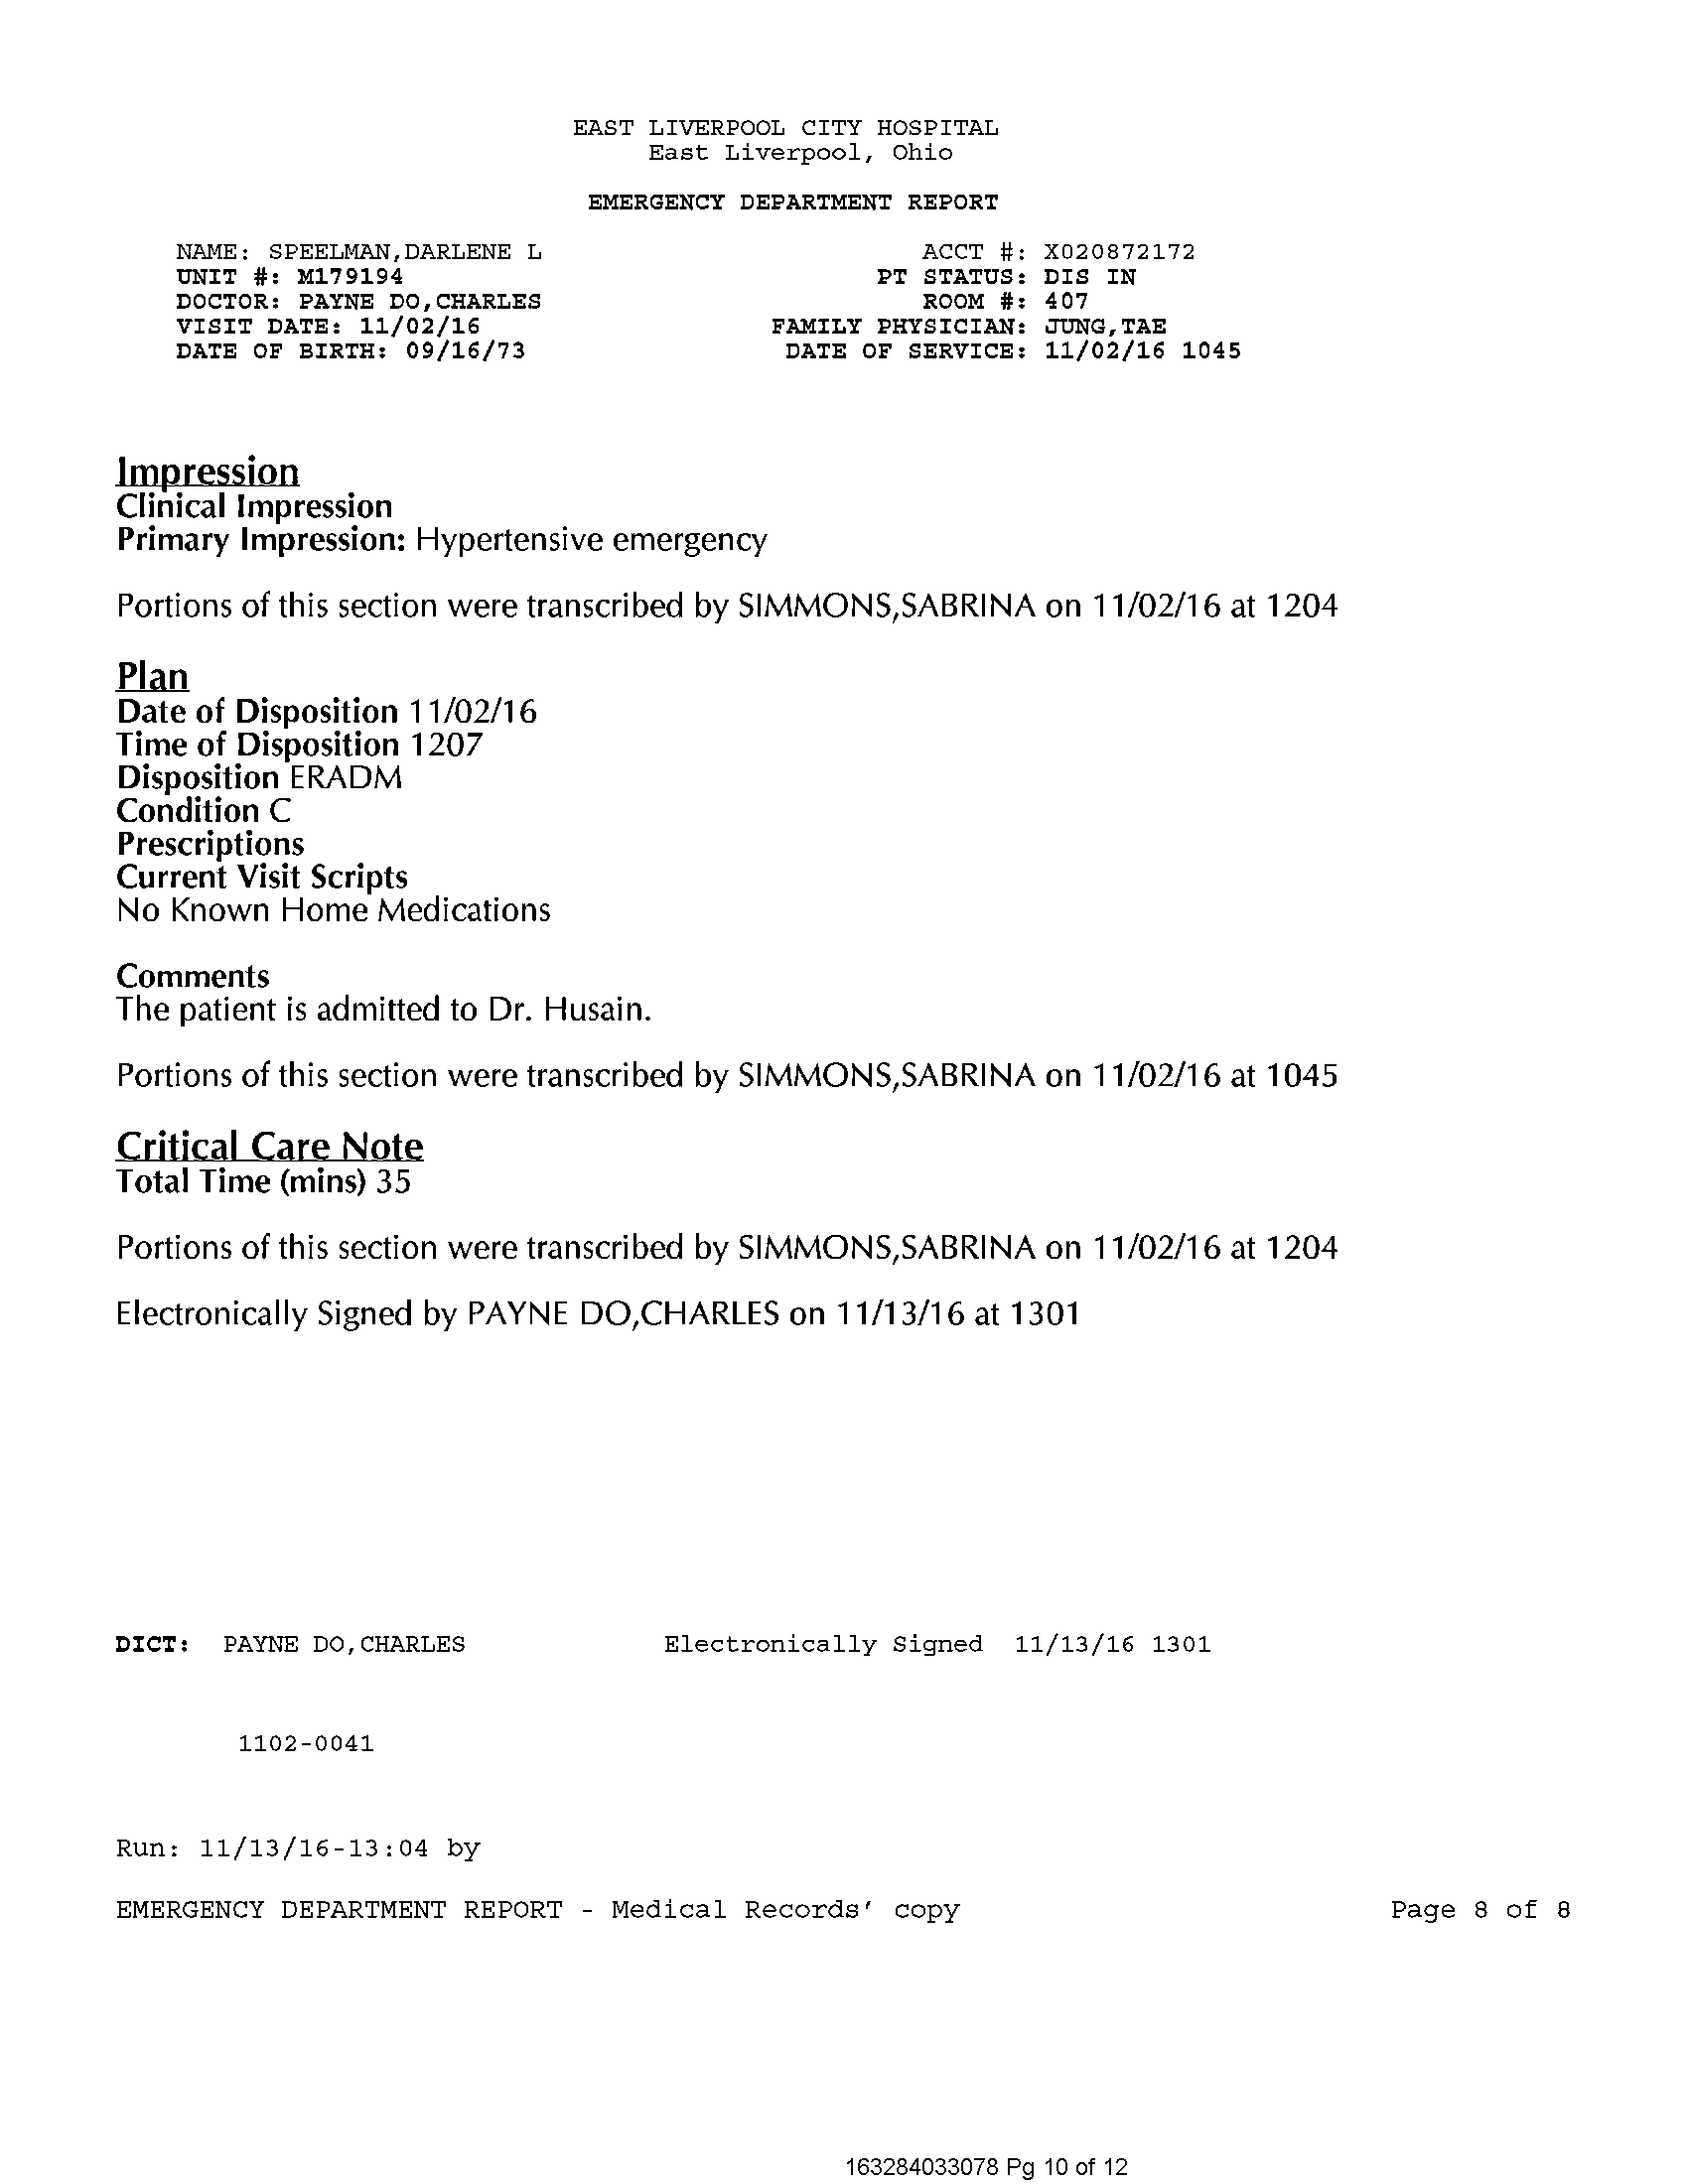 EAST LIVERPOOL CITY HOSPITAL
East Liverpool, Ohio
EMERGENCY DEPARTMENT REPORT
NAME: SPEELMAN,DARLENE L ACCT #: X020872172
UNIT #: M179194 PT STATUS: DIS IN
DOCTOR: PAYNE DO,CHARLES ROOM #: 407
VISIT DATE: 11/02/16 FAMILY PHYSICIAN: JUNG,TAE
DATE OF BIRTH: 09/16/73 DATE OF SERVICE: 11/02/16 1045
Impression
Clinical Impression
Primary Impression: Hypertensive emergency
Portions of this section were transcribed by SIMMONS,SABRINA on 11/02/16 at 1204
Plan
Date of Disposition 11/02/16
Time of Disposition 1207
Disposition ERADM
Condition C
Prescriptions
Current Visit Scripts
No Known Home Medications
Comments
The patient is admitted to Dr. Husain.
Portions of this section were transcribed by SIMMONS,SABRINA on 11/02/16 at 1045
Critical Care Note
Total Time (mins) 35
Portions of this section were transcribed by SIMMONS,SABRINA on 11/02/16 at 1204
Electronically Signed by PAYNE DO,CHARLES on 11/13/16 at 1301
DICT: PAYNE DO,CHARLES Electronically Signed 11/13/16 1301
1102-0041
Run: 11/13/16-13:04 by
EMERGENCY DEPARTMENT REPORT - Medical Records' copy Page 8 of 8
163284033078 Pg 10 of 12